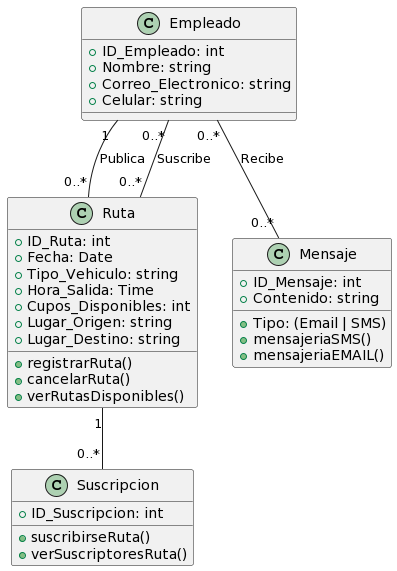 C Empleado
ID_Empleado: int
Nombre: string
Correo_Electronico: string
Celular: string
1 0..* 0..*
Publica Suscribe Recibe
0..* 0..*
0..*
C Ruta
ID_Ruta: int
Fecha: Date
Tipo_Vehiculo: string
Hora_Salida: Time
Cupos_Disponibles: int
Lugar_Origen: string
Lugar_Destino: string
registrarRuta()
cancelarRuta()
verRutasDisponibles()
C Mensaje
ID_Mensaje: int
Contenido: string
Tipo: (Email | SMS)
mensajeriaSMS()
mensajeriaEMAIL()
1
0..*
C Suscripcion
ID_Suscripcion: int
suscribirseRuta()
verSuscriptoresRuta()